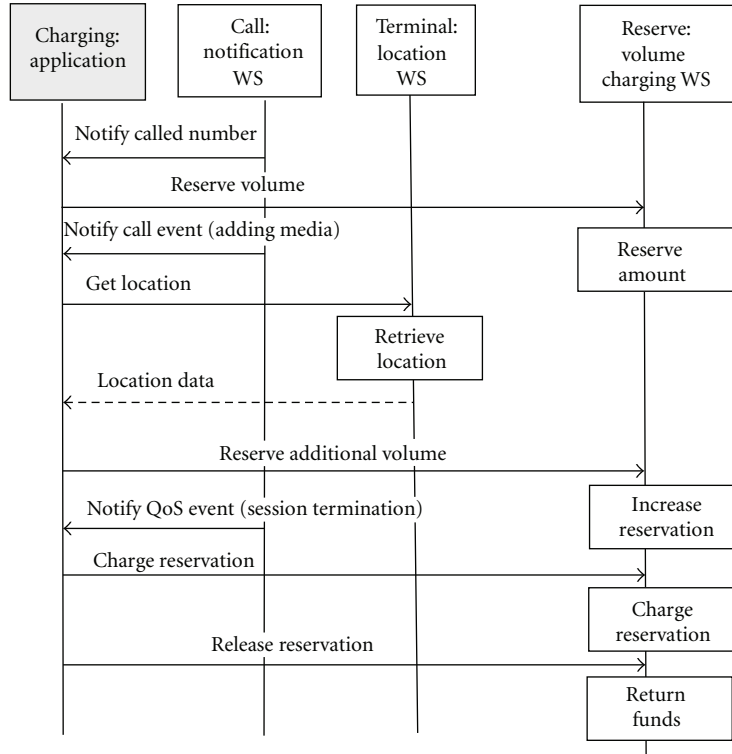 Charging:
application
Call:
notification
WS
Terminal:
location
WS
Reserve:
volume
charging WS
Notify called number
Reserve volume
Notify call event (adding media)
Reserve
amount
Get location
Retrieve
location
Location data
Reserve additional volume
Increase
reservation
Notify QoS event (session termination)
Charge reservation
Charge
reservation
Release reservation
Return
funds